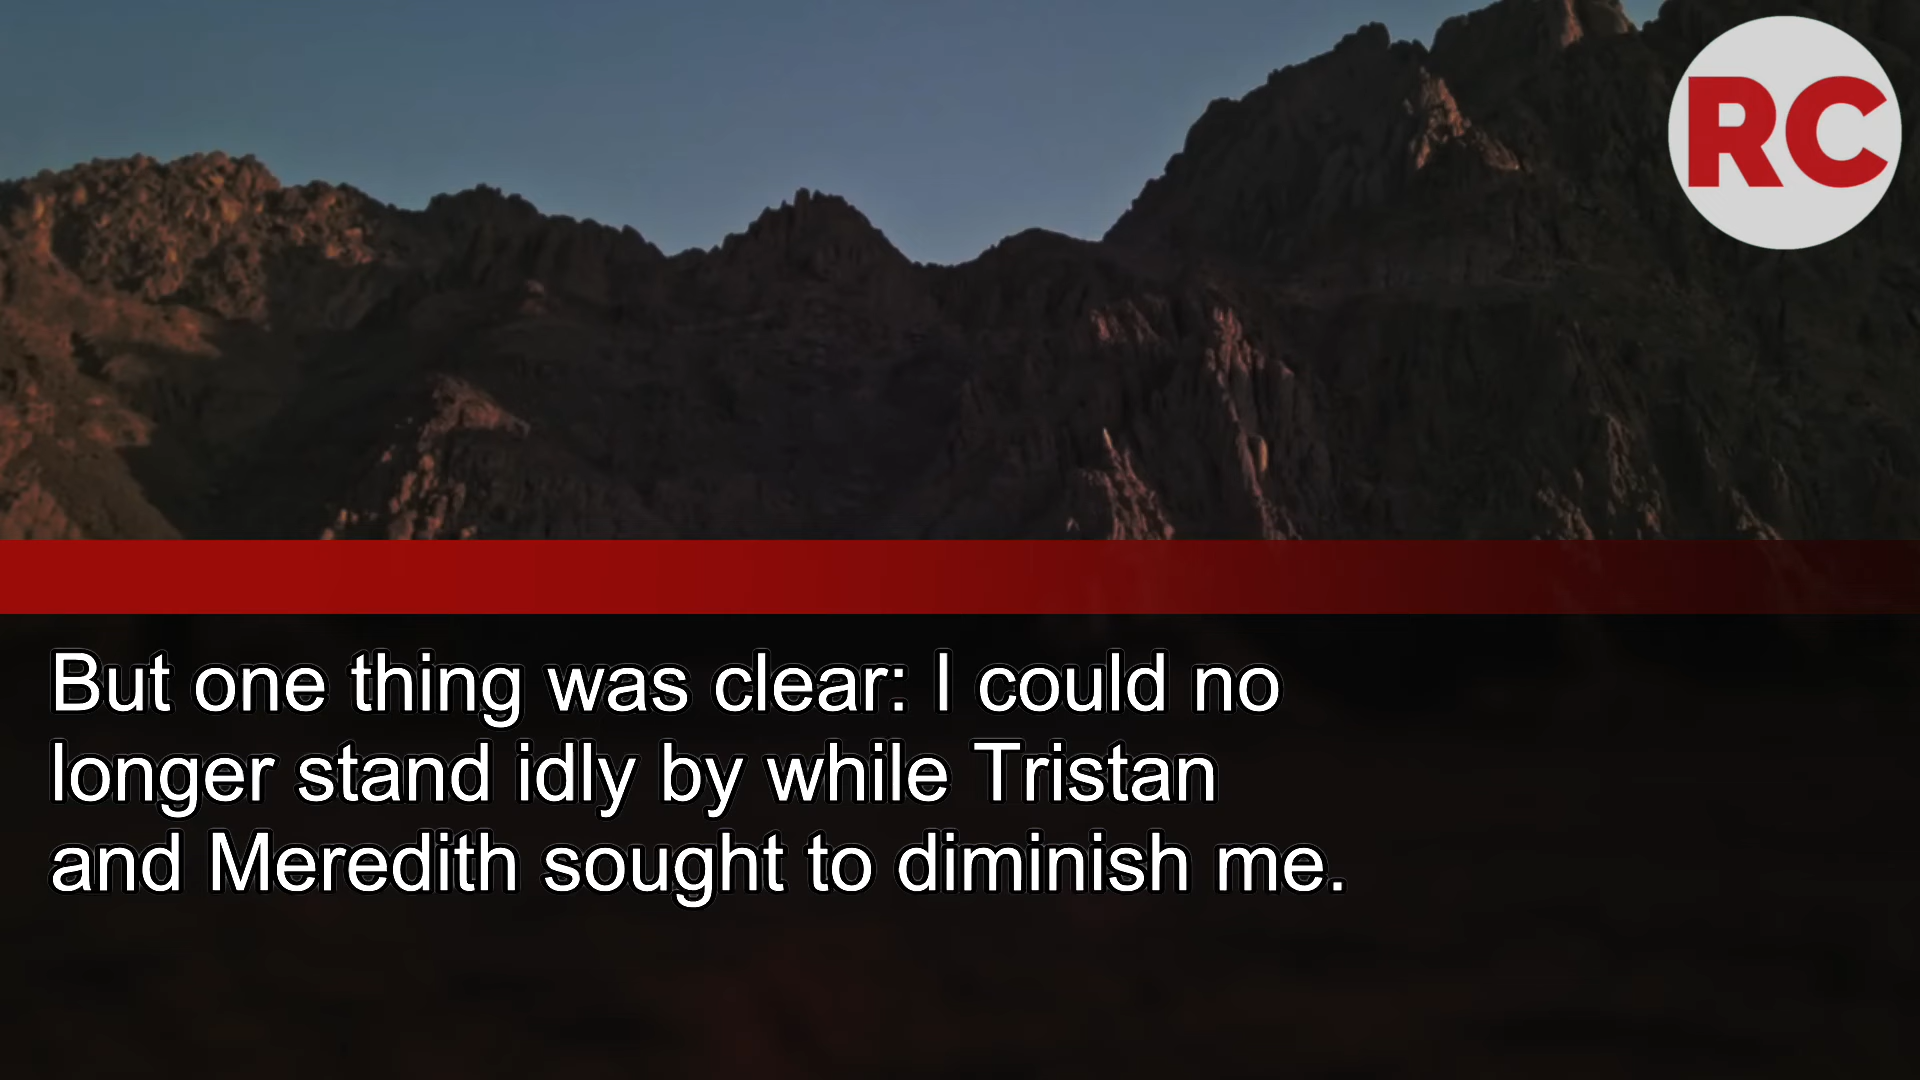 RC
But one thing was clear: I could no
longer stand idly by while Tristan
and Meredith sought to diminish me.